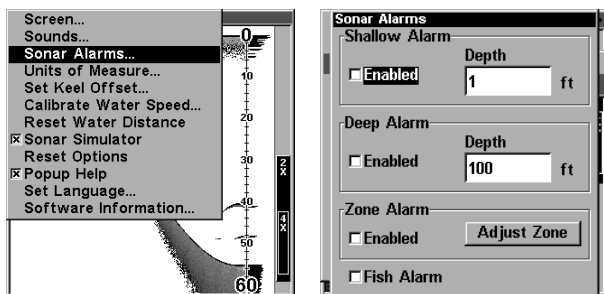 Screen...
Sounds...
Sonar Alarms...
Units of Measure...
Set Keel Offset...
Calibrate Water Speed...
Reset Water Distance
Sonar Simulator
Reset Options
Popup Help
Set Language...
Software Information...
0
10
20
30
40
50
60
2x
4x
Sonar Alarms
Shallow Alarm
Depth
Enabled
1 ft
Deep Alarm
Depth
Enabled
100 ft
Zone Alarm
Enabled
Adjust Zone
Fish Alarm